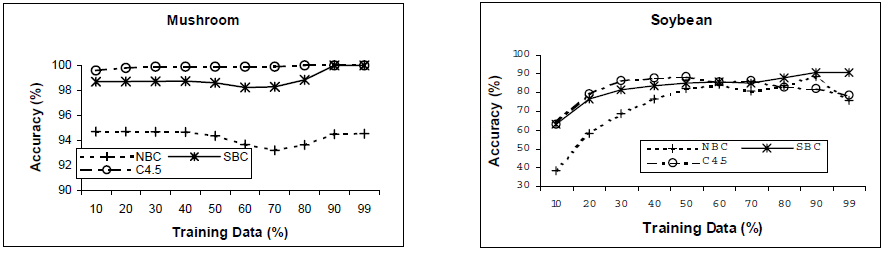 Mushroom
Accuracy (%)
100
98
96
94
92
90
NBC
SBC
C4.5
10 20 30 40 50 60 70 80 90 99
Training Data (%)
Soybean
Accuracy (%)
100
90
80
70
60
50
40
30
NBC
SBC
C45
10 20 30 40 50 60 70 80 90 99
Training Data (%)